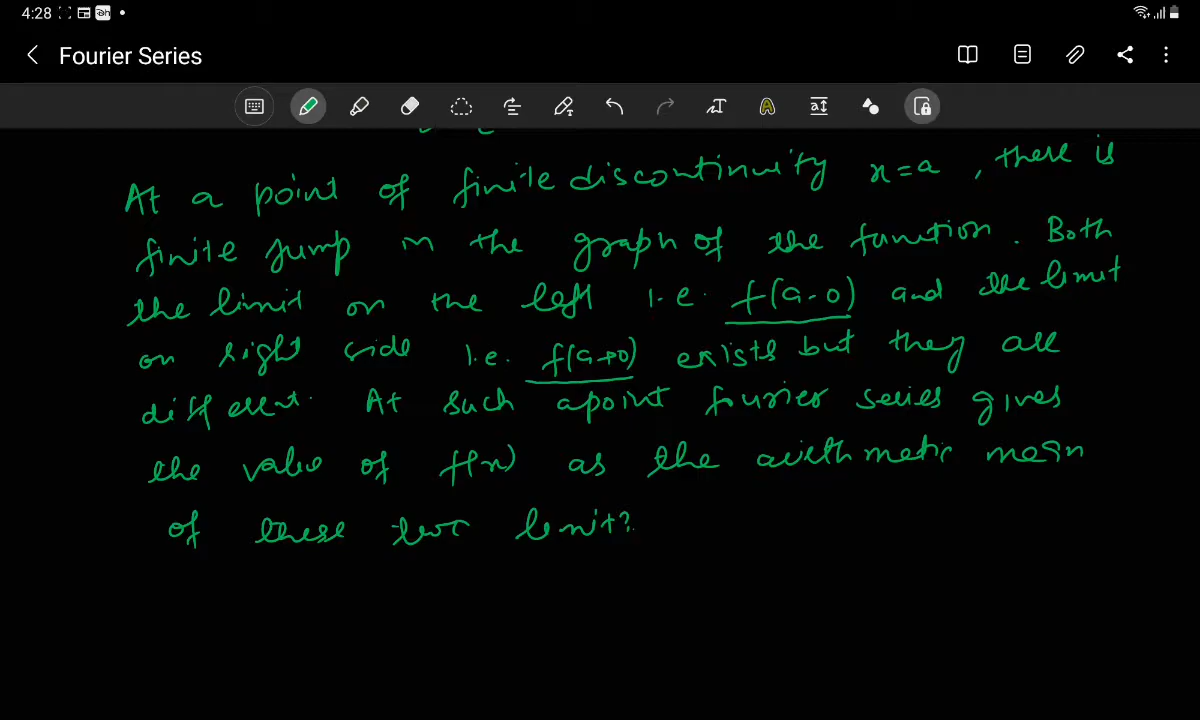 4:28
Fourier Series
At a point of finite discontinuity x=a, there is
finite jump in the graph of the function. Both
the limit on the left i.e. f(a-0) and the limit
on right side i.e. f(a+0) exists but they are
different. At such a point fourier series gives
the value of f(x) as the arithmetic mean
of these two limits.